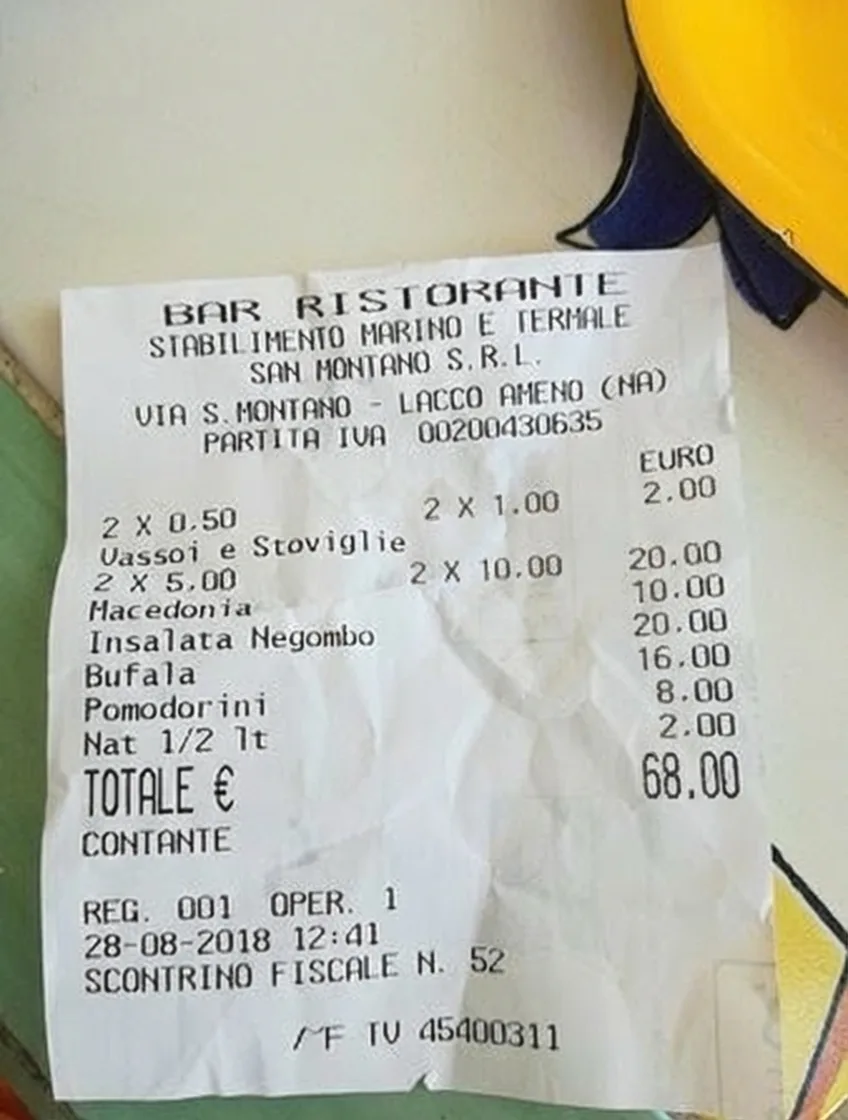 BAR RISTORANTE
STABILIMENTO MARINO E TERMALE
SAN MONTANO S.R.L.
VIA S.MONTANO - LACCO AMENO (NA)
PARTITA IVA 00200430635
EURO
2 X 0.50 2 X 1.00 2.00
Vassoi e Stoviglie
2 X 5.00 2 X 10.00 20.00
Macedonia 10.00
Insalata Negombo 20.00
Bufala 16.00
Pomodorini 8.00
Nat 1/2 lt 2.00
TOTALE € 68.00
CONTANTE
REG. 001 OPER. 1
28-08-2018 12:41
SCONTRINO FISCALE N. 52
MF TV 45400311